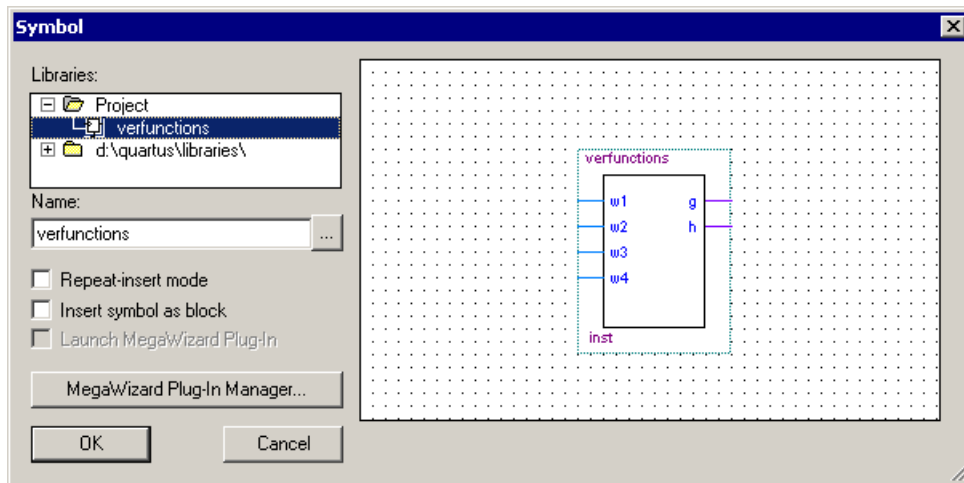 Symbol
Libraries:
Project
verfunctions
d:\quartus\libraries\
Name:
verfunctions
...
Repeat-insert mode
Insert symbol as block
Launch MegaWizard Plug-In
MegaWizard Plug-In Manager...
OK
Cancel
verfunctions
w1 g
w2 h
w3
w4
inst